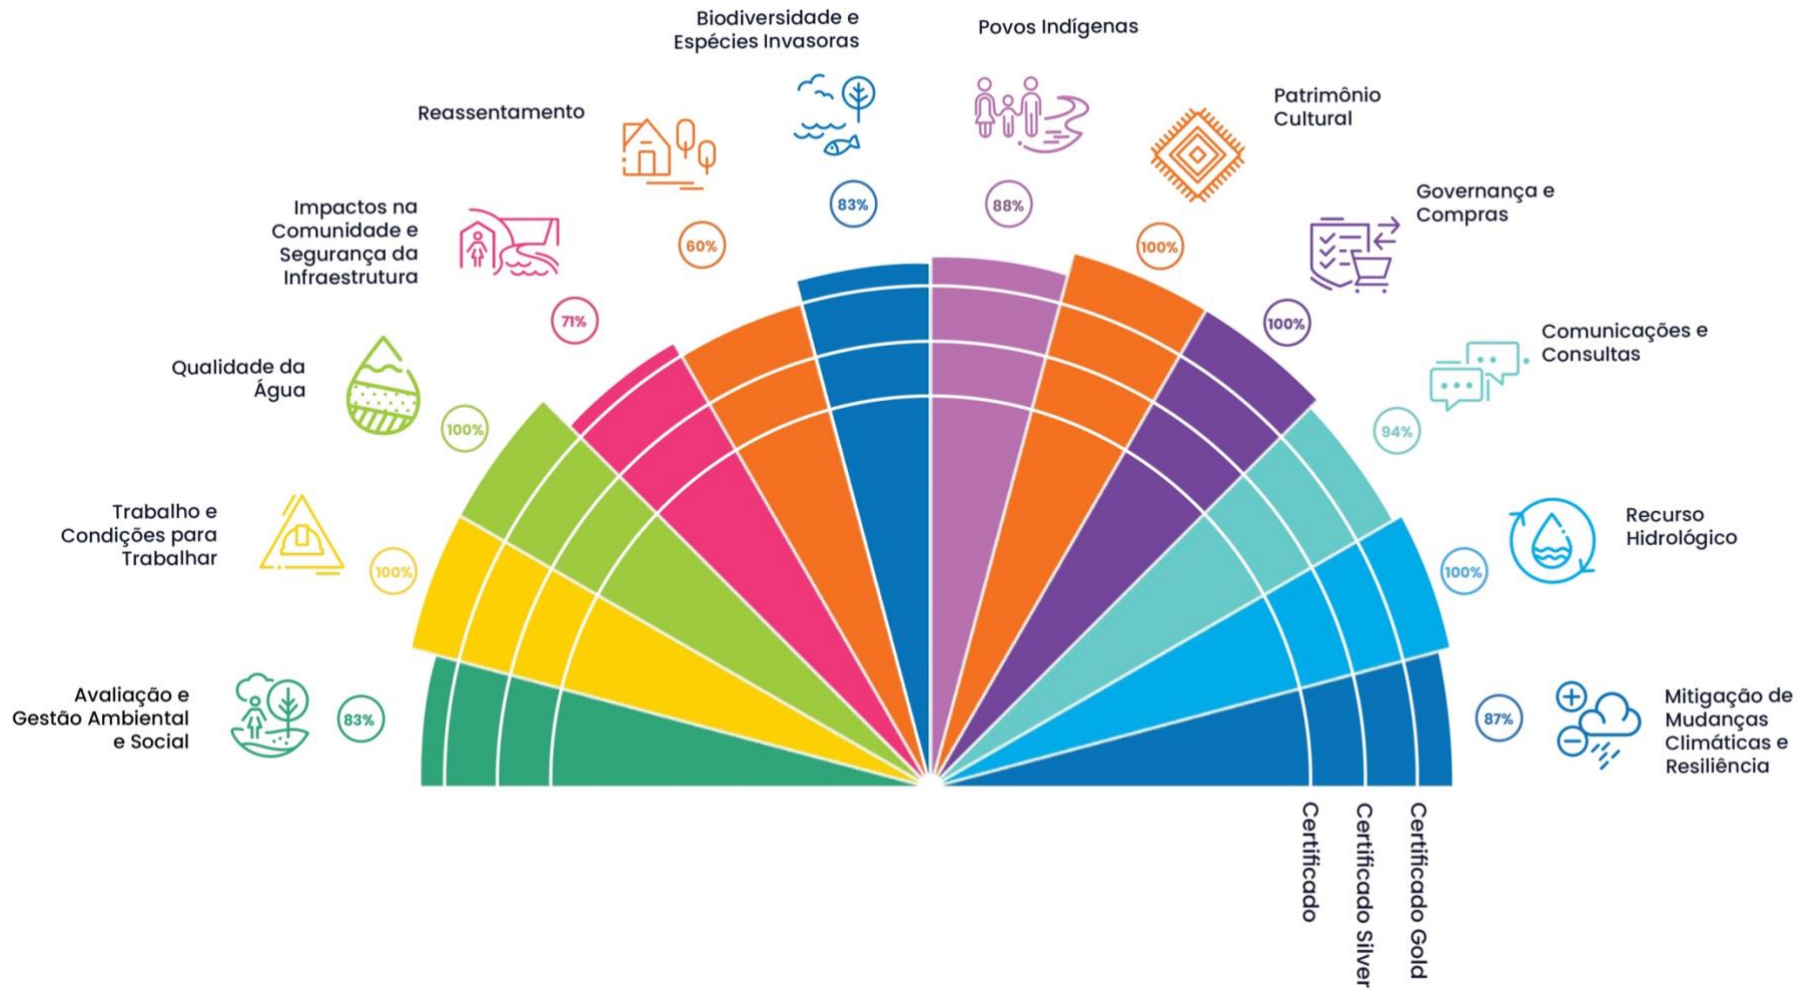 Biodiversidade e
Espécies Invasoras
83%
Povos Indígenas
88%
Reassentamento
60%
Patrimônio
Cultural
100%
Impactos na
Comunidade e
Segurança da
Infraestrutura
71%
Governança e
Compras
100%
Qualidade da
Água
100%
Comunicações e
Consultas
94%
Trabalho e
Condições para
Trabalhar
100%
Recurso
Hidrológico
100%
Avaliação e
Gestão Ambiental
e Social
83%
Mitigação de
Mudanças
Climáticas e
Resiliência
87%
Certificado
Certificado Silver
Certificado Gold